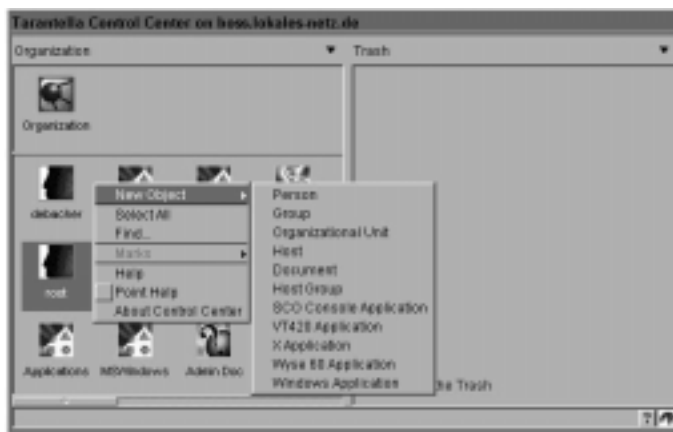 Tarantella Control Center on boss.lokales-netz.de
Organization
Trash
Organization
debacher
root
Applications
MSWindows
Admin Doc
New Object
Select All
Find...
Marks
Help
Point Help
About Control Center
Person
Group
Organizational Unit
Host
Document
Host Group
SCO Console Application
VT420 Application
X Application
Wyse 60 Application
Windows Application
the Trash
?